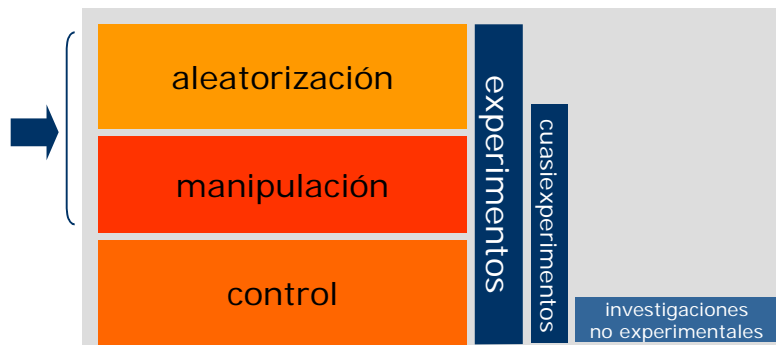 aleatorización
manipulación
control
experimentos
cuasiexperimentos
investigaciones
no experimentales